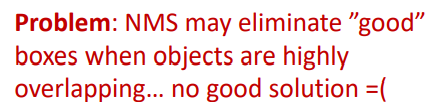 Problem: NMS may eliminate ”good”
boxes when objects are highly
overlapping… no good solution =(